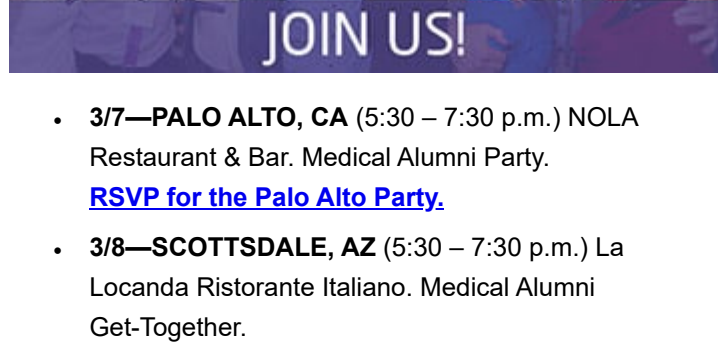 JOIN US!
• 3/7—PALO ALTO, CA (5:30 – 7:30 p.m.) NOLA
Restaurant & Bar. Medical Alumni Party.
RSVP for the Palo Alto Party.
• 3/8—SCOTTSDALE, AZ (5:30 – 7:30 p.m.) La
Locanda Ristorante Italiano. Medical Alumni
Get-Together.